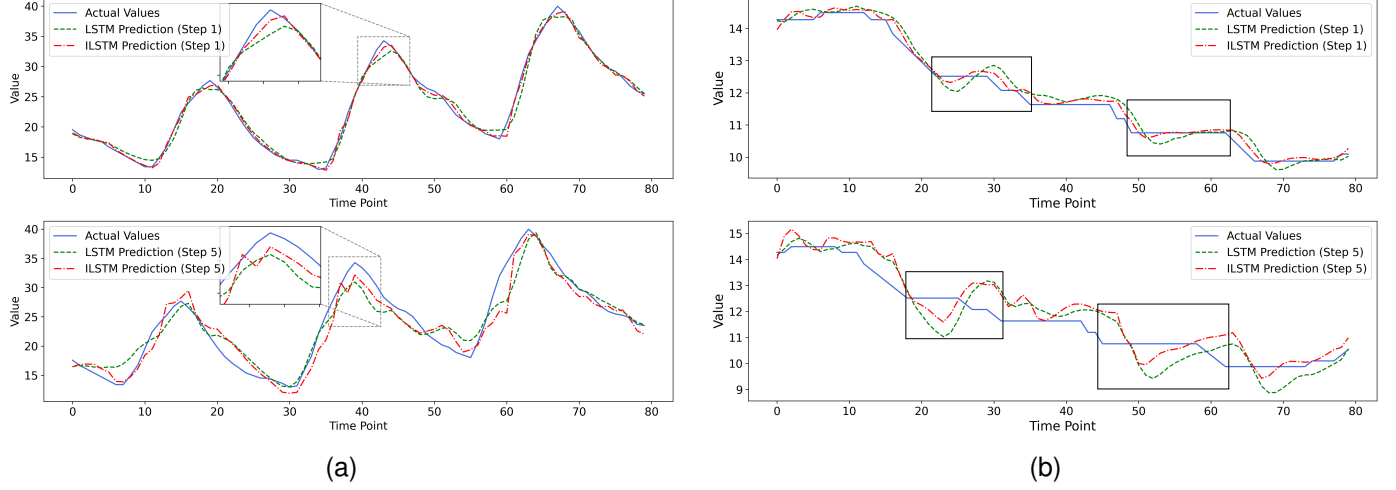 40
35
30
25
20
15
Value
Actual Values
LSTM Prediction (Step 1)
ILSTM Prediction (Step 1)
0 10 20 30 40 50 60 70 80
Time Point
14
13
12
11
10
Value
Actual Values
LSTM Prediction (Step 1)
ILSTM Prediction (Step 1)
0 10 20 30 40 50 60 70 80
Time Point
40
35
30
25
20
15
Value
Actual Values
LSTM Prediction (Step 5)
ILSTM Prediction (Step 5)
0 10 20 30 40 50 60 70 80
Time Point
15
14
13
12
11
10
9
Value
Actual Values
LSTM Prediction (Step 5)
ILSTM Prediction (Step 5)
0 10 20 30 40 50 60 70 80
Time Point
(a)
(b)